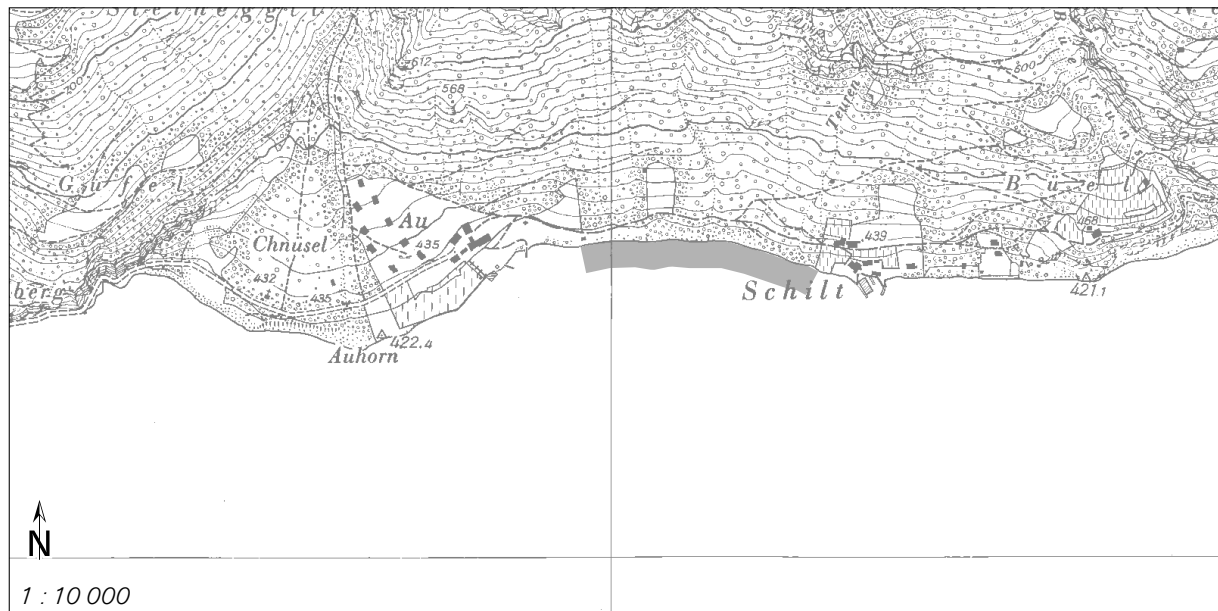 612
568
600
Teufen
Gufel
Büel
Au
468
Chnusel
435
439
432
435
berg
Schilt
421.1
422.4
Auhorn
N
1 : 10 000